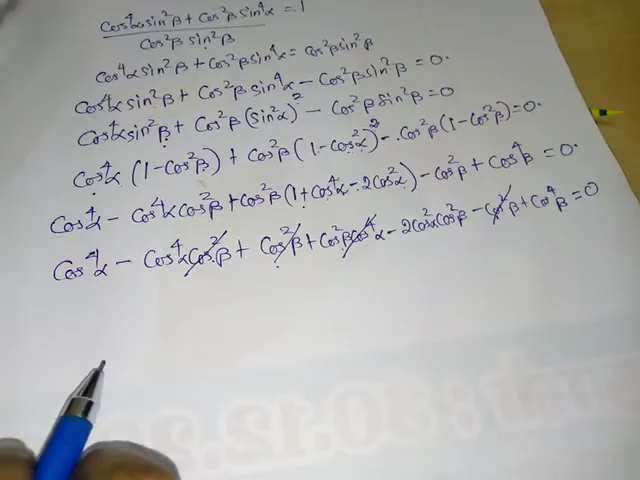 Cos⁴α sin²β + Cos²β sin⁴α = 1
Cos²β sin²β
Cos⁴α sin²β + Cos²β sin⁴α = Cos²β sin²β
Cos⁴α sin²β + Cos²β sin⁴α - Cos²β sin²β = 0.
Cos⁴α sin²β + Cos²β (sin²α)² - Cos²β sin²β = 0
Cos⁴α (1 - Cos²β) + Cos²β (1 - Cos²α)² - Cos²β (1 - Cos²β) = 0.
Cos⁴α - Cos⁴α Cos²β + Cos²β (1 + Cos⁴α - 2Cos²α) - Cos²β + Cos⁴β = 0.
Cos⁴α - Cos⁴α Cos²β + Cos²β + Cos²β Cos⁴α - 2Cos²α Cos²β - Cos²β + Cos⁴β = 0